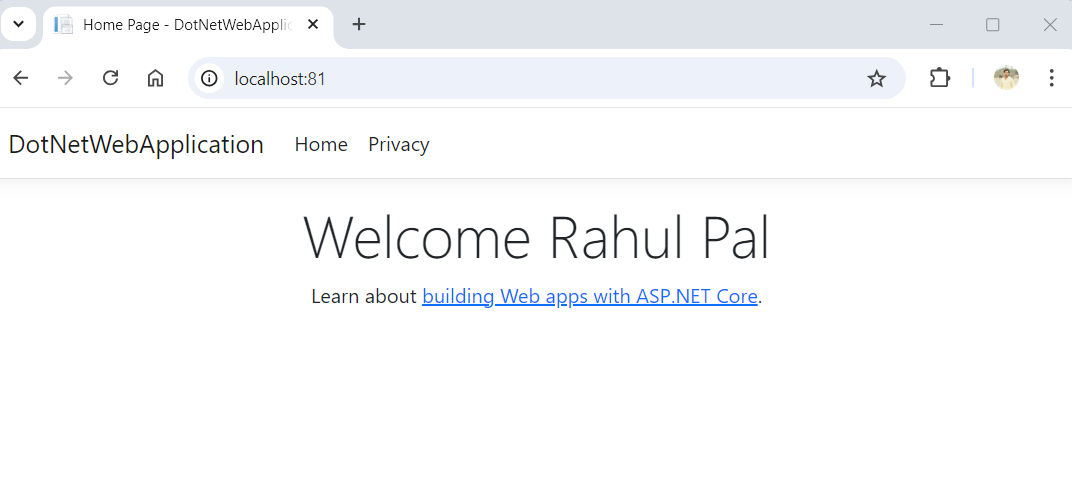 Home Page - DotNetWebApplic
localhost:81
DotNetWebApplication Home Privacy
Welcome Rahul Pal
Learn about building Web apps with ASP.NET Core.